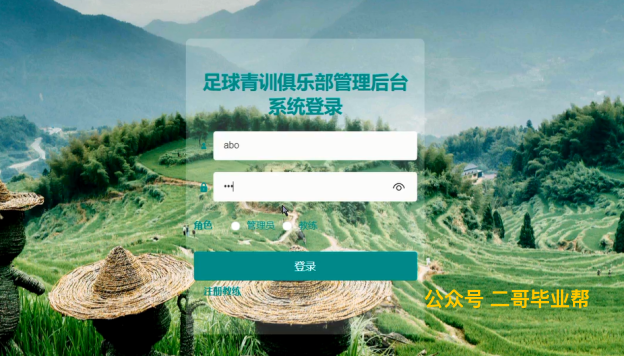 足球青训俱乐部管理后台
系统登录
abo
•••
角色 管理员 教练
登录
注册教练
公众号 二哥毕业帮